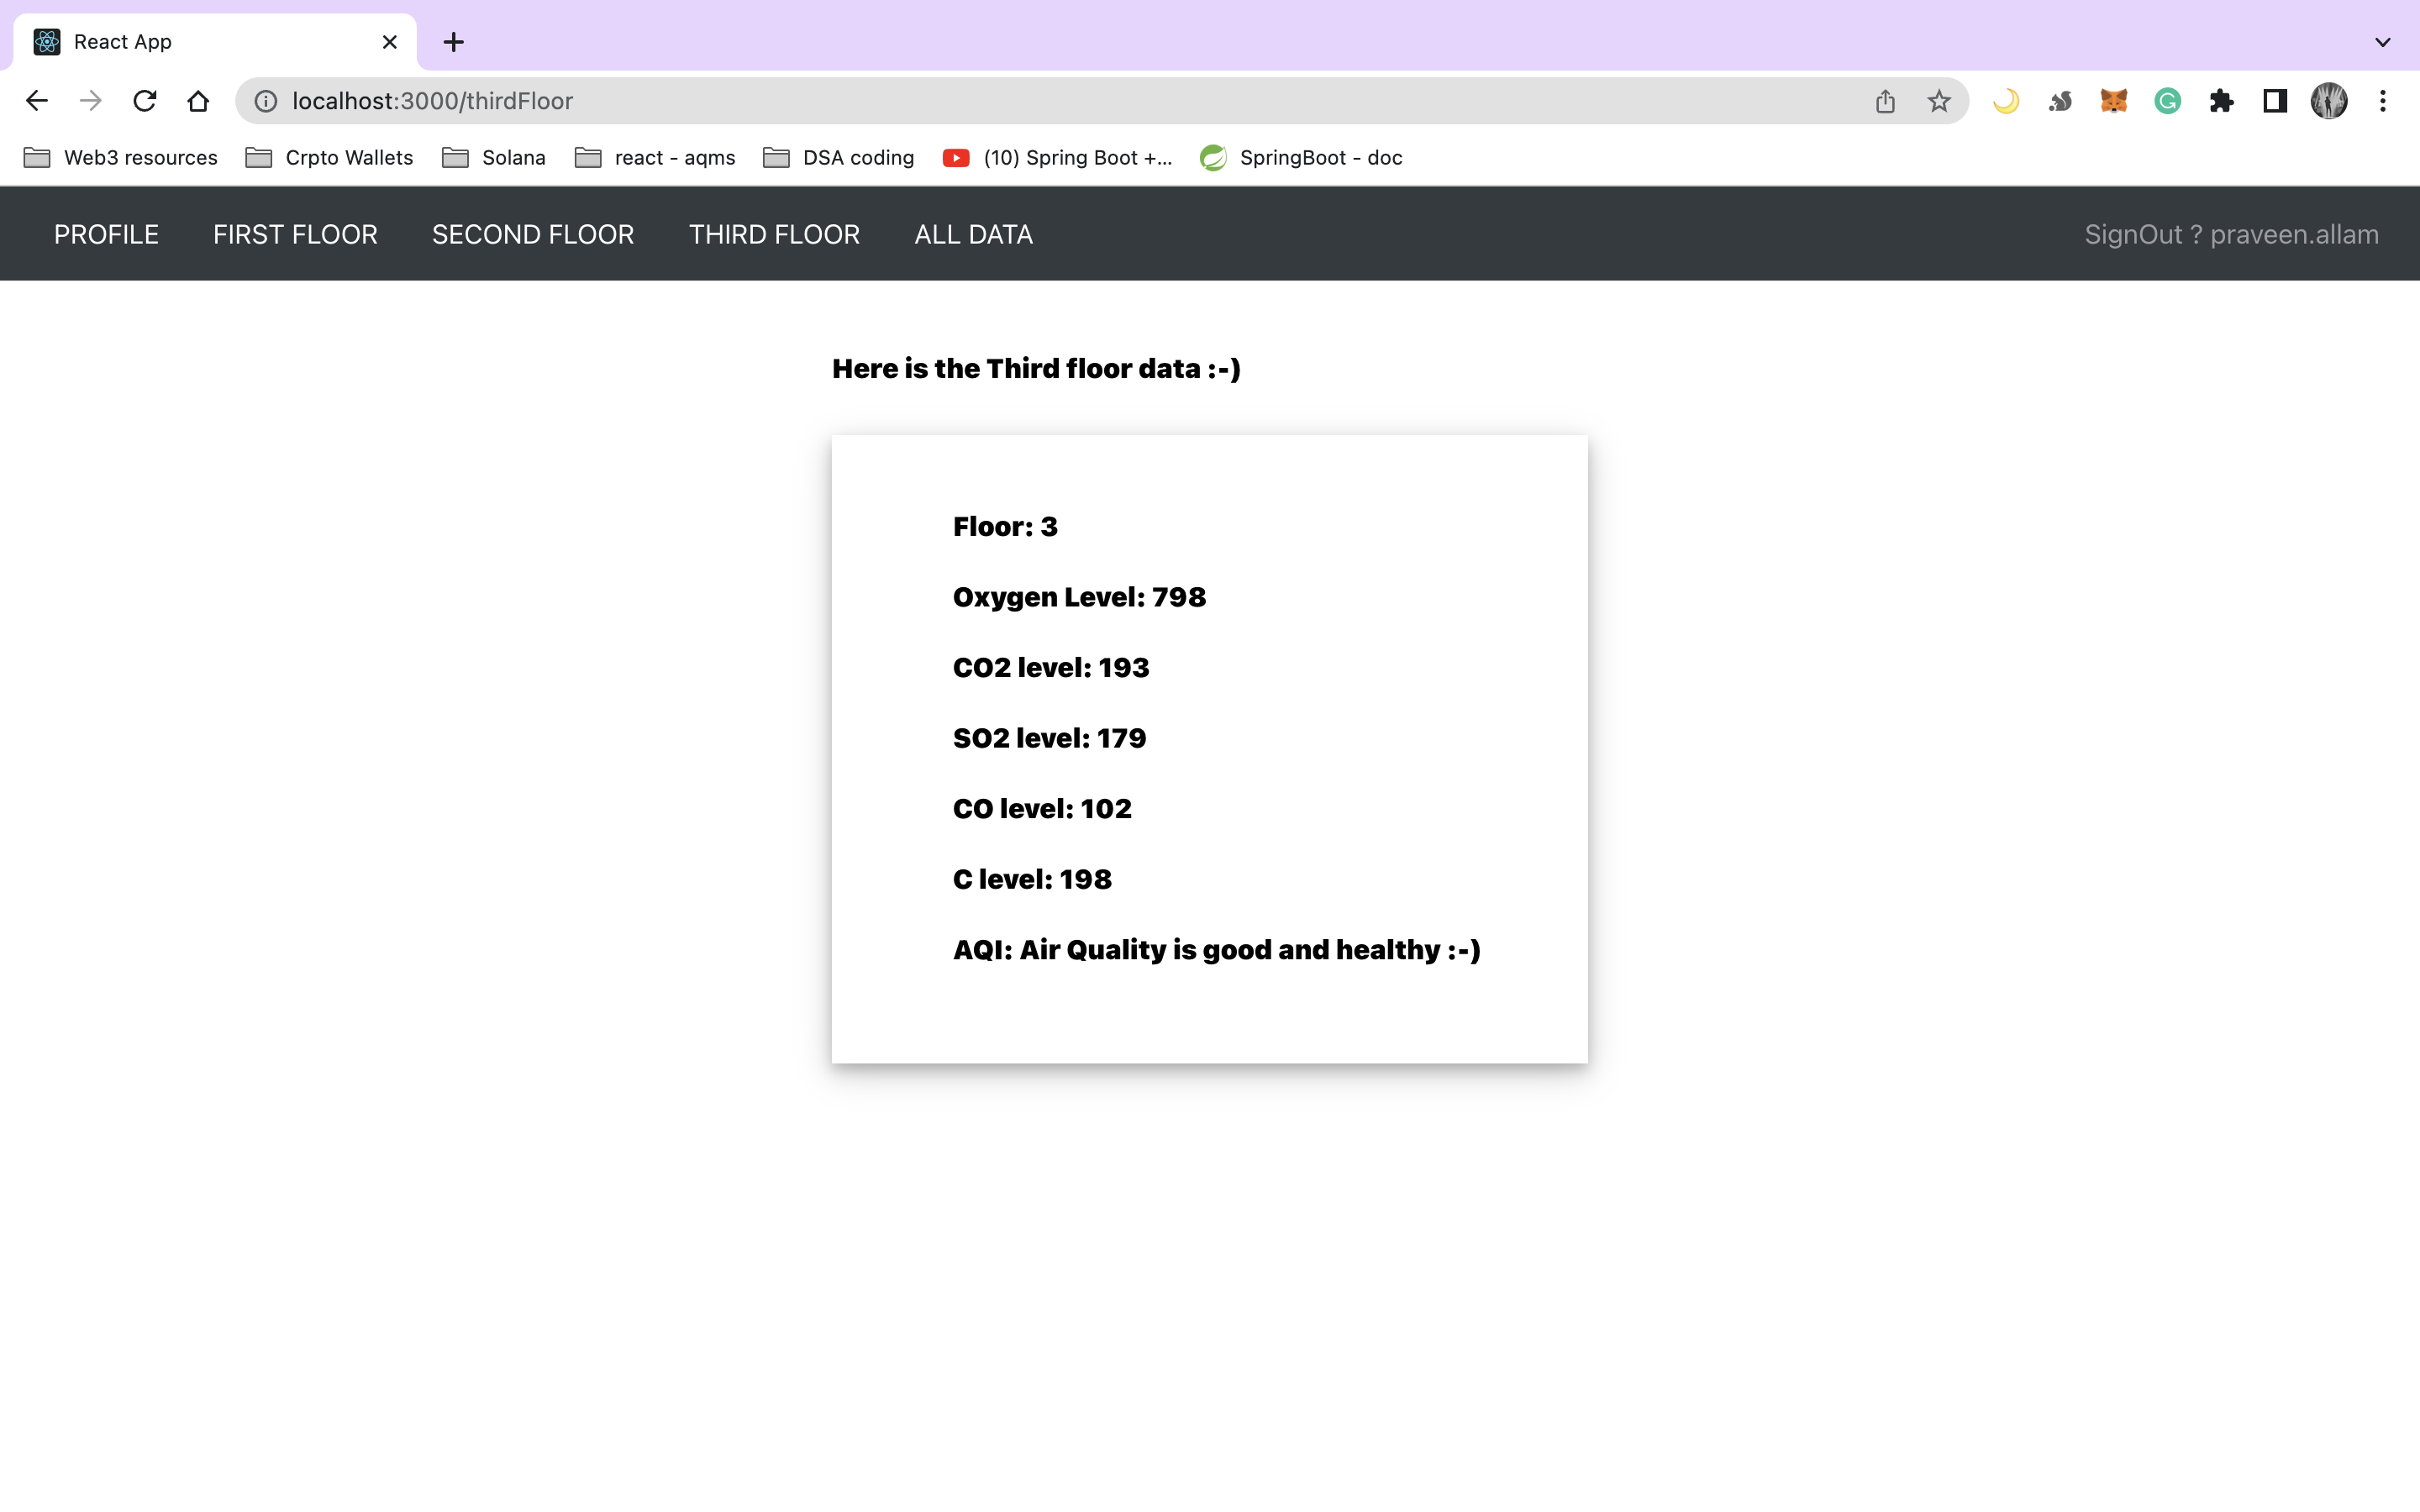 React App
localhost:3000/thirdFloor
Web3 resources Crpto Wallets Solana react - aqms DSA coding (10) Spring Boot +... SpringBoot - doc
PROFILE FIRST FLOOR SECOND FLOOR THIRD FLOOR ALL DATA SignOut ? praveen.allam
Here is the Third floor data :-)
Floor: 3
Oxygen Level: 798
CO2 level: 193
SO2 level: 179
CO level: 102
C level: 198
AQI: Air Quality is good and healthy :-)